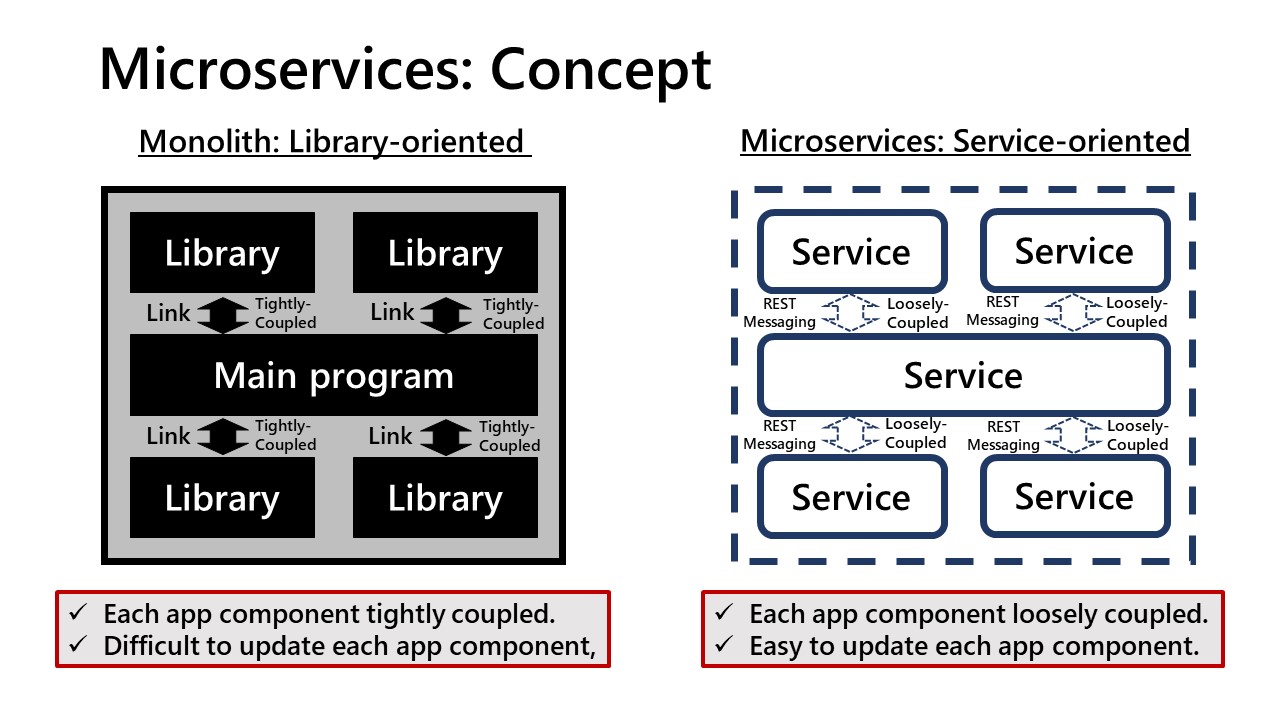 Microservices: Concept
Monolith: Library-oriented
Library
Library
Link
Tightly-
Coupled
Link
Tightly-
Coupled
Main program
Link
Tightly-
Coupled
Link
Tightly-
Coupled
Library
Library
✓ Each app component tightly coupled.
✓ Difficult to update each app component,
Microservices: Service-oriented
Service
Service
REST
Messaging
Loosely-
Coupled
REST
Messaging
Loosely-
Coupled
Service
REST
Messaging
Loosely-
Coupled
REST
Messaging
Loosely-
Coupled
Service
Service
✓ Each app component loosely coupled.
✓ Easy to update each app component.